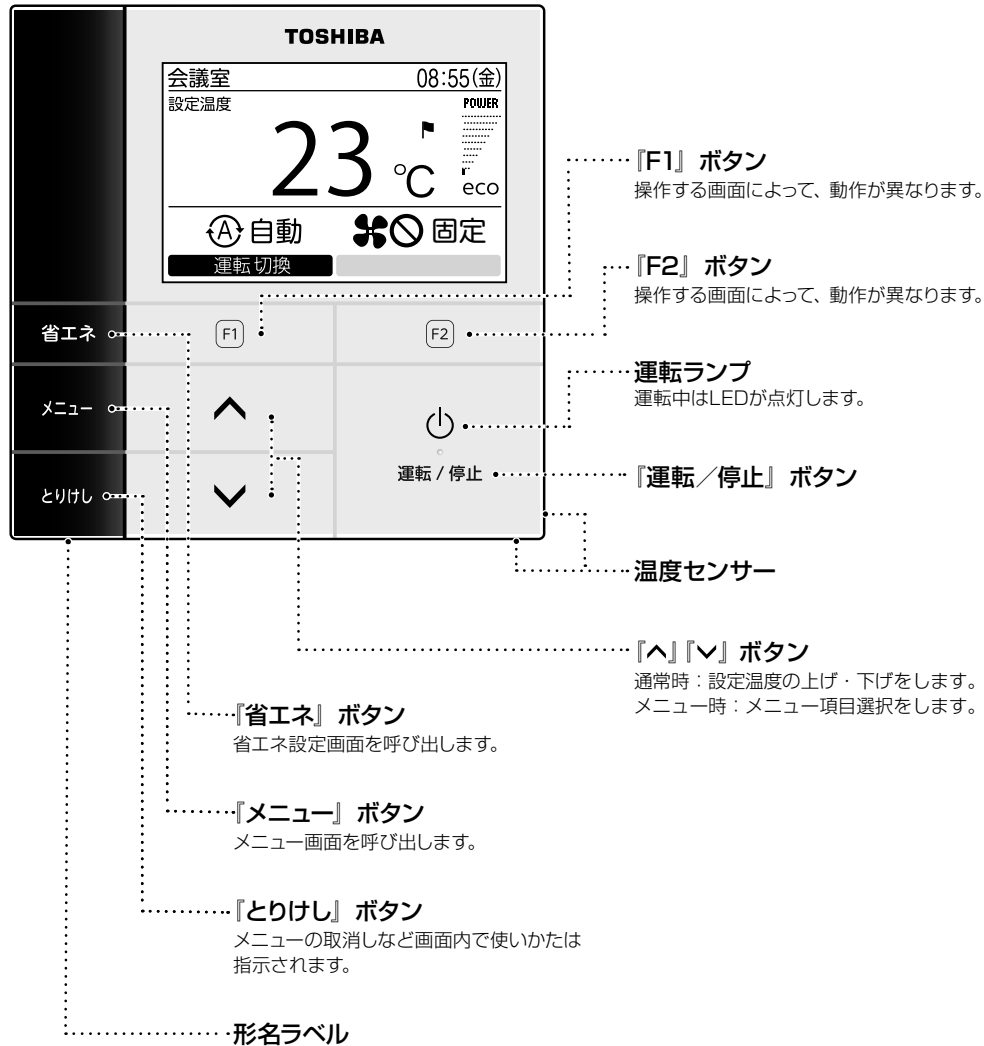 TOSHIBA
会議室 08:55(金)
設定温度 POWER
23 ℃
eco
自動 固定
運転切換
省エネ F1 F2
メニュー
運転 / 停止
とりけし
『F1』 ボタン
操作する画面によって、動作が異なります。
『F2』 ボタン
操作する画面によって、動作が異なります。
運転ランプ
運転中はLEDが点灯します。
『運転／停止』 ボタン
温度センサー
『∧』『∨』 ボタン
通常時：設定温度の上げ・下げをします。
メニュー時：メニュー項目選択をします。
『省エネ』 ボタン
省エネ設定画面を呼び出します。
『メニュー』 ボタン
メニュー画面を呼び出します。
『とりけし』 ボタン
メニューの取消しなど画面内で使いかたは
指示されます。
形名ラベル